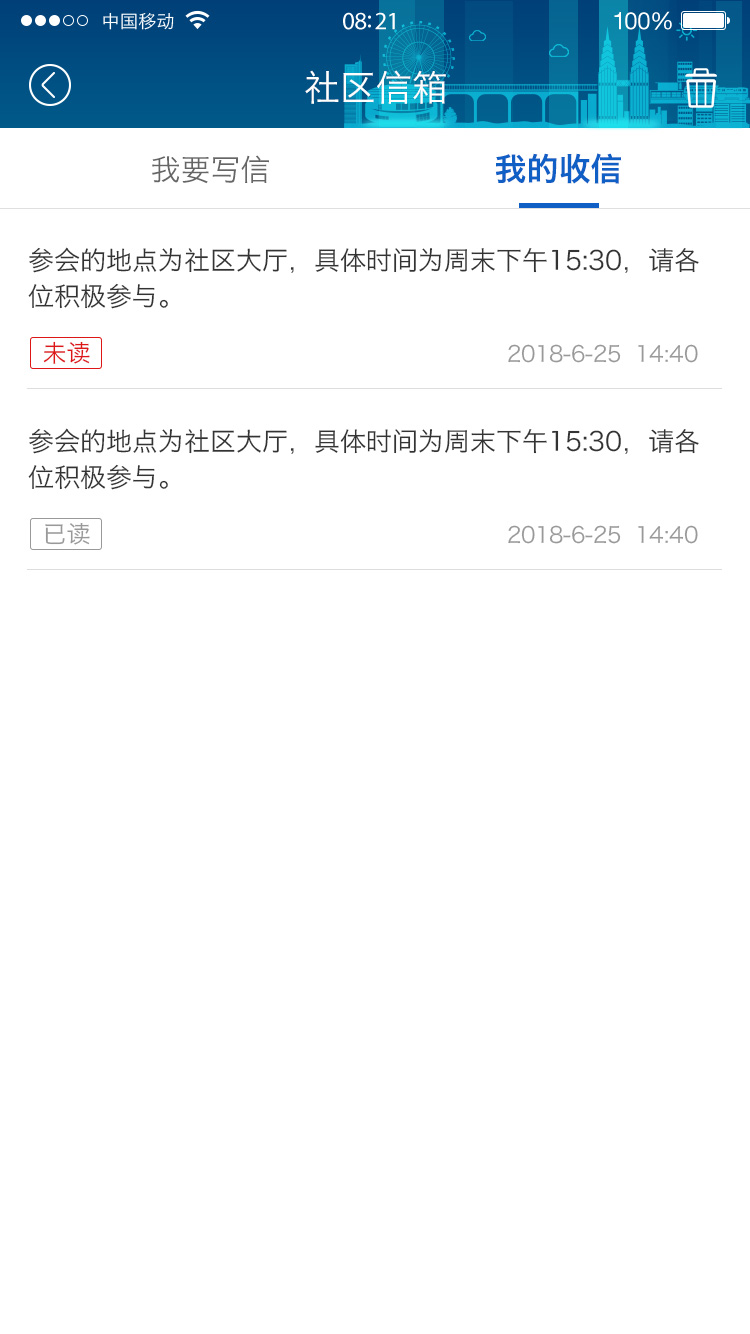 中国移动 08:21 100%
社区信箱
我要写信 我的收信
参会的地点为社区大厅，具体时间为周末下午15:30，请各
位积极参与。
未读 2018-6-25 14:40
参会的地点为社区大厅，具体时间为周末下午15:30，请各
位积极参与。
已读 2018-6-25 14:40